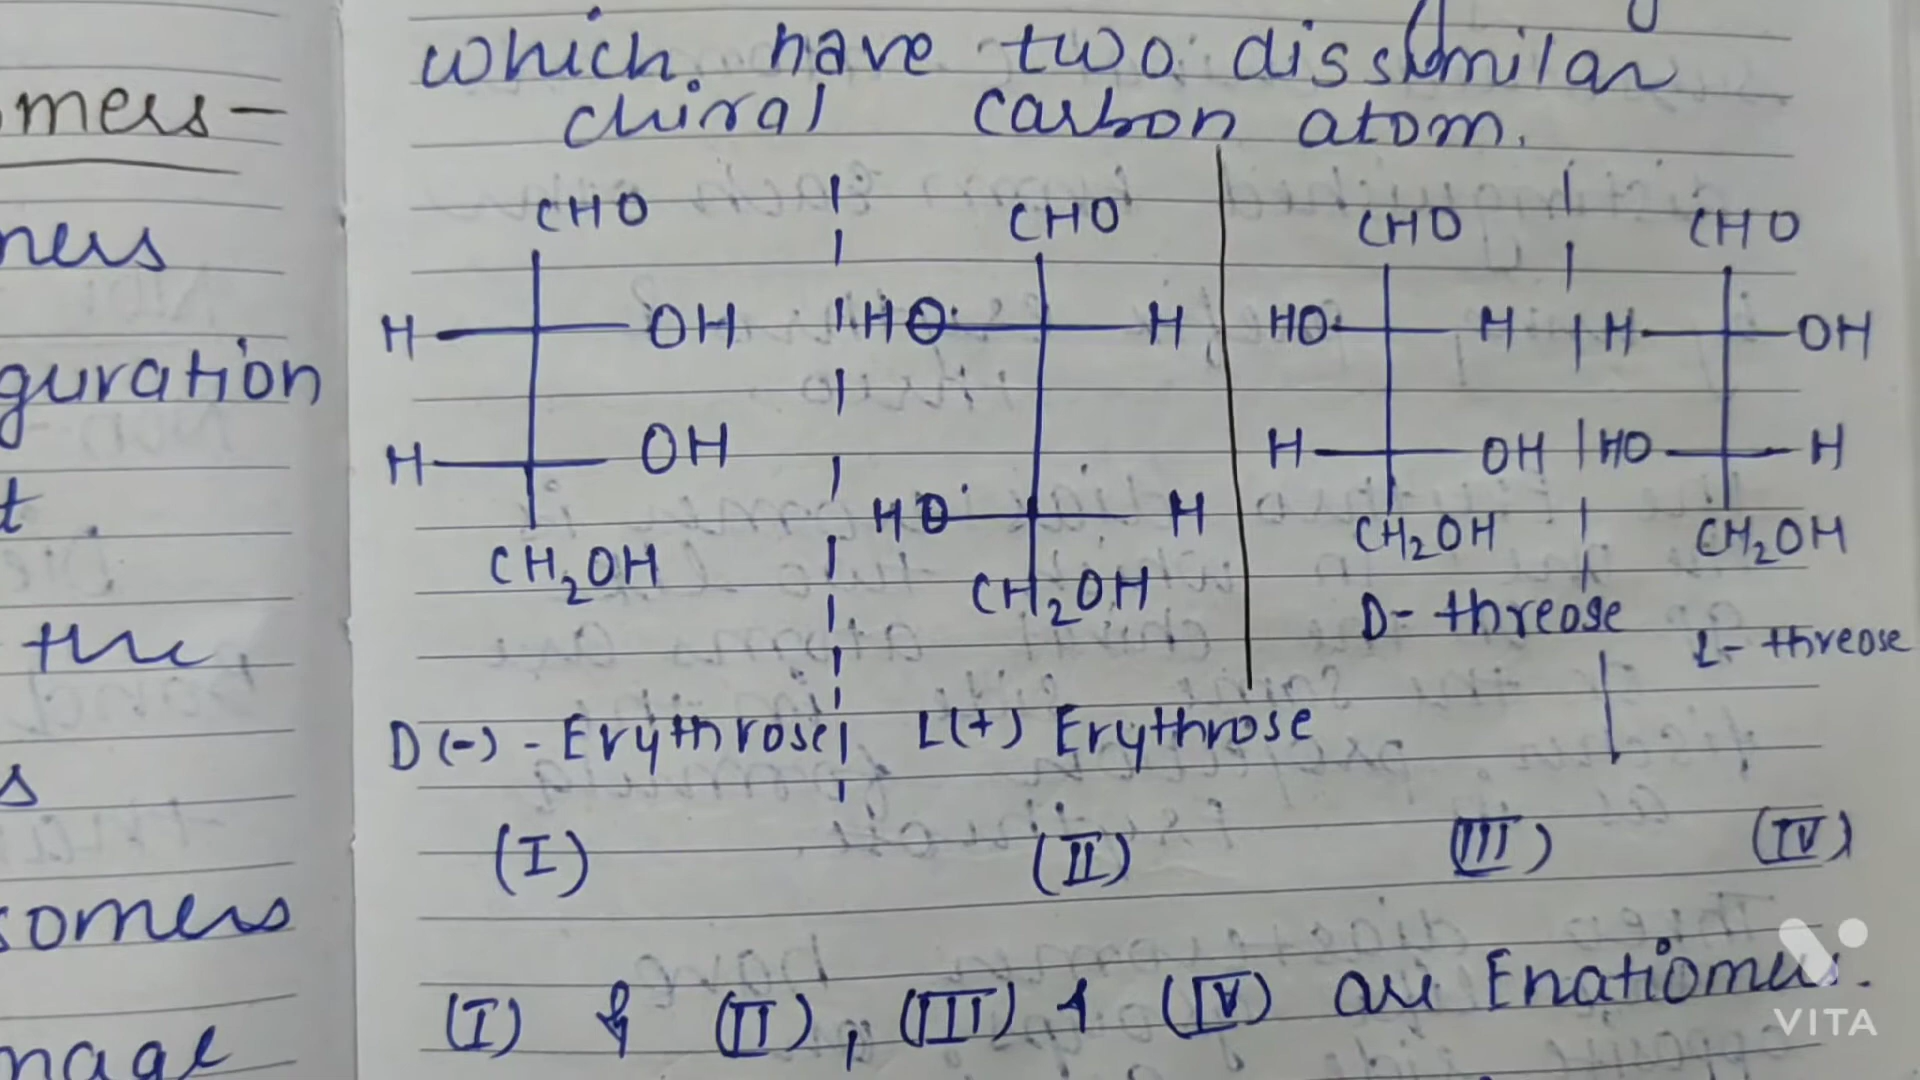 which have two dissimilar
chiral carbon atom.
mers-
CHO CHO CHO CHO
ners
H OH HO H HO H H OH
guration
H OH H OH HO H
t.
HO H
CH2OH CH2OH CH2OH CH2OH
D- threose
the,
L- threose
D(-) - Erythrose L(+) Erythrose
s
(I) (II) (III) (IV)
somers
(I) & (II), (III) & (IV) are Enatiomers.
mage
VITA